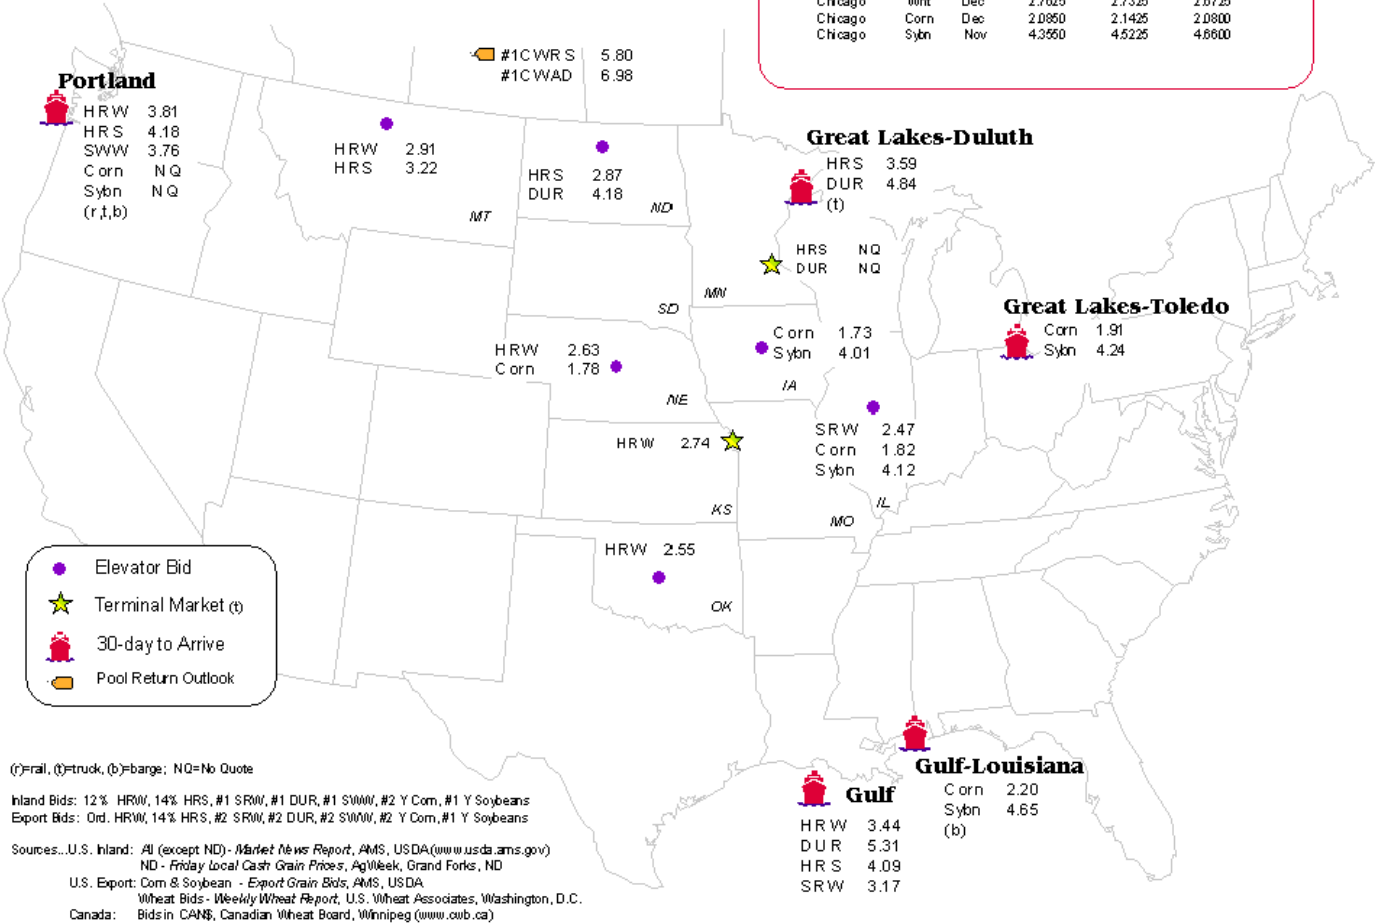 Chicago Wht Dec 2.7625 2.7325 2.6725
Chicago Corn Dec 2.0850 2.1425 2.0800
Chicago Sybn Nov 4.3550 4.5225 4.6600
#1CWRS 5.80
#1CWAD 6.98
Portland
HRW 3.81
HRS 4.18
SWW 3.76
Corn NQ
Sybn NQ
(r,t,b)
HRW 2.91
HRS 3.22
MT
HRS 2.87
DUR 4.18
ND
Great Lakes-Duluth
HRS 3.59
DUR 4.84
(t)
HRS NQ
DUR NQ
MN
SD
Great Lakes-Toledo
Corn 1.91
Sybn 4.24
Corn 1.73
Sybn 4.01
IA
HRW 2.63
Corn 1.78
NE
HRW 2.74
KS
SRW 2.47
Corn 1.82
Sybn 4.12
IL
MO
HRW 2.55
OK
Elevator Bid
Terminal Market (t)
30-day to Arrive
Pool Return Outlook
Gulf-Louisiana
Corn 2.20
Sybn 4.65
(b)
Gulf
HRW 3.44
DUR 5.31
HRS 4.09
SRW 3.17
(r)=rail, (t)=truck, (b)=barge; NQ=No Quote
Inland Bids: 12% HRW, 14% HRS, #1 SRW, #1 DUR, #1 SWW, #2 Y Corn, #1 Y Soybeans
Export Bids: Ord. HRW, 14% HRS, #2 SRW, #2 DUR, #2 SWW, #2 Y Corn, #1 Y Soybeans
Sources...U.S. Inland: All (except ND) - Market News Report, AMS, USDA (www.usda.ams.gov)
ND - Friday Local Cash Grain Prices, AgWeek, Grand Forks, ND
U.S. Export: Corn & Soybean - Export Grain Bids, AMS, USDA
Wheat Bids - Weekly Wheat Report, U.S. Wheat Associates, Washington, D.C.
Canada: Bids in CAN$, Canadian Wheat Board, Winnipeg (www.cwb.ca)